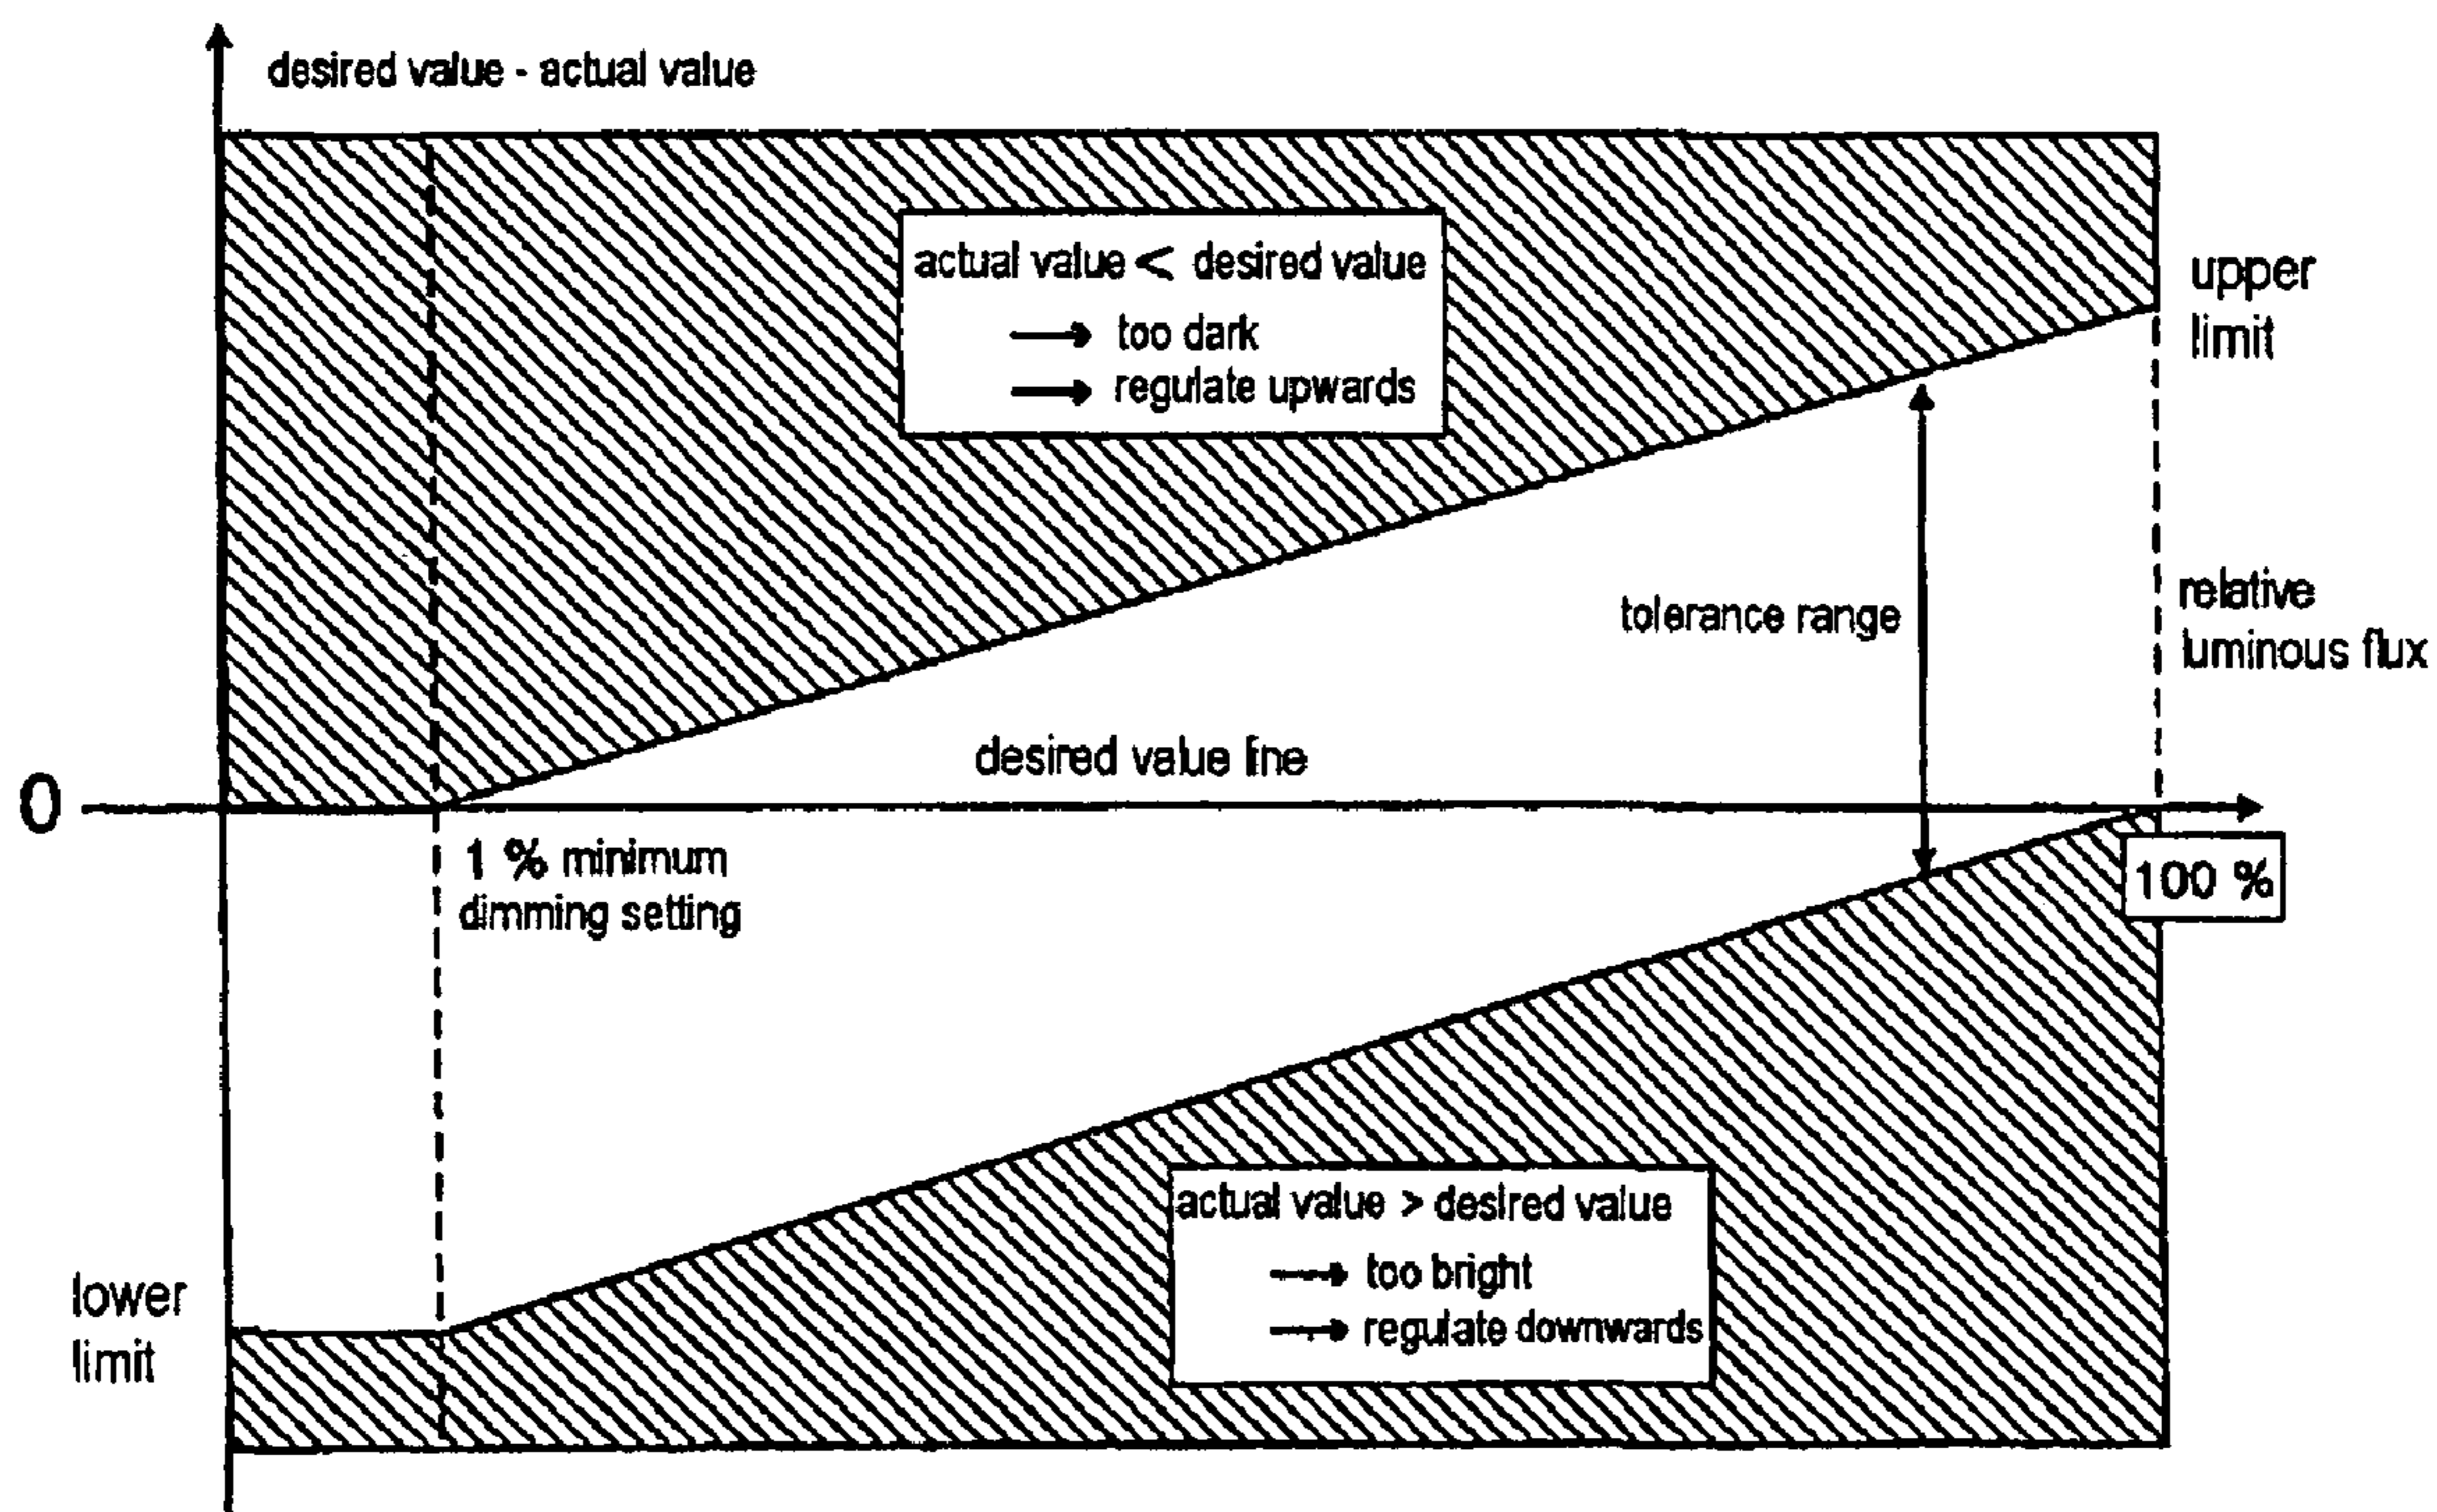 desired value - actual value
actual value < desired value
→ too dark
→ regulate upwards
upper
limit
tolerance range
relative
luminous flux
desired value line
0
1 % minimum
dimming setting
100 %
actual value > desired value
→ too bright
→ regulate downwards
lower
limit